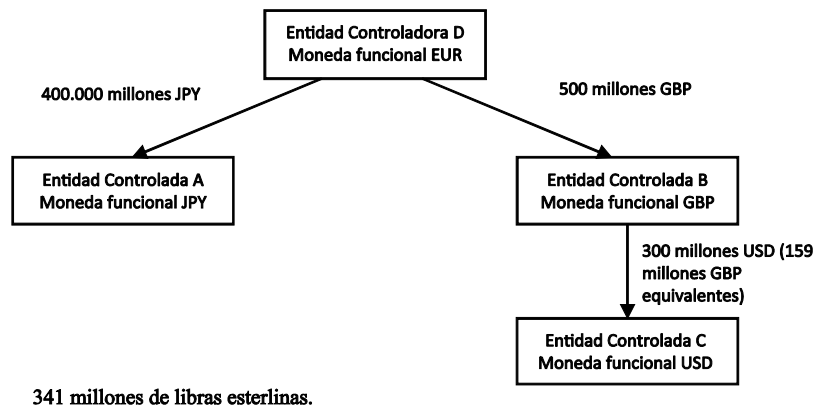 Entidad Controladora D
Moneda funcional EUR
400.000 millones JPY
500 millones GBP
Entidad Controlada A
Moneda funcional JPY
Entidad Controlada B
Moneda funcional GBP
300 millones USD (159
millones GBP
equivalentes)
Entidad Controlada C
Moneda funcional USD
341 millones de libras esterlinas.